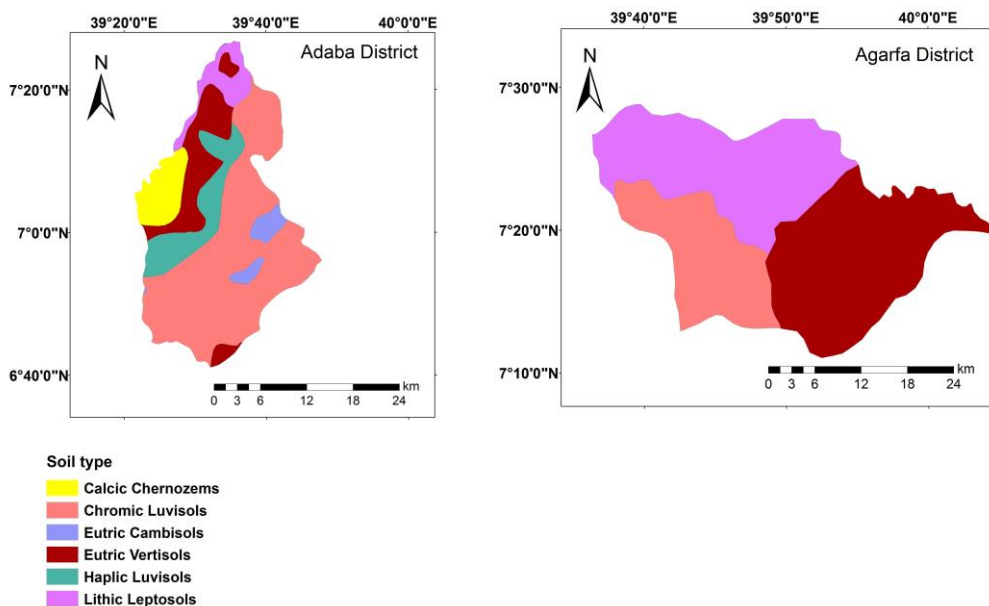 39°20'0"E 39°40'0"E 40°0'0"E
Adaba District
N
7°20'0"N
7°0'0"N
6°40'0"N
km
0 3 6 12 18 24
39°40'0"E 39°50'0"E 40°0'0"E
Agarfa District
N
7°30'0"N
7°20'0"N
7°10'0"N
km
0 3 6 12 18 24
Soil type
Calcic Chernozems
Chromic Luvisols
Eutric Cambisols
Eutric Vertisols
Haplic Luvisols
Lithic Leptosols